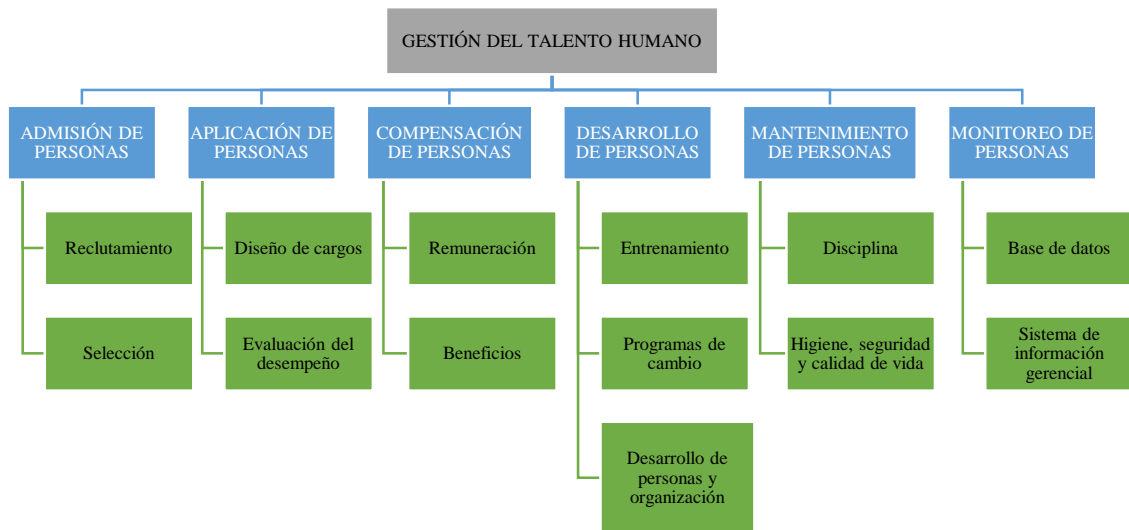 GESTIÓN DEL TALENTO HUMANO
ADMISIÓN DE
PERSONAS
Reclutamiento
Selección
APLICACIÓN DE
PERSONAS
Diseño de cargos
Evaluación del
desempeño
COMPENSACIÓN
DE PERSONAS
Remuneración
Beneficios
DESARROLLO
DE PERSONAS
Entrenamiento
Programas de
cambio
Desarrollo de
personas y
organización
MANTENIMIENTO
DE PERSONAS
Disciplina
Higiene, seguridad
y calidad de vida
MONITOREO DE
PERSONAS
Base de datos
Sistema de
información
gerencial